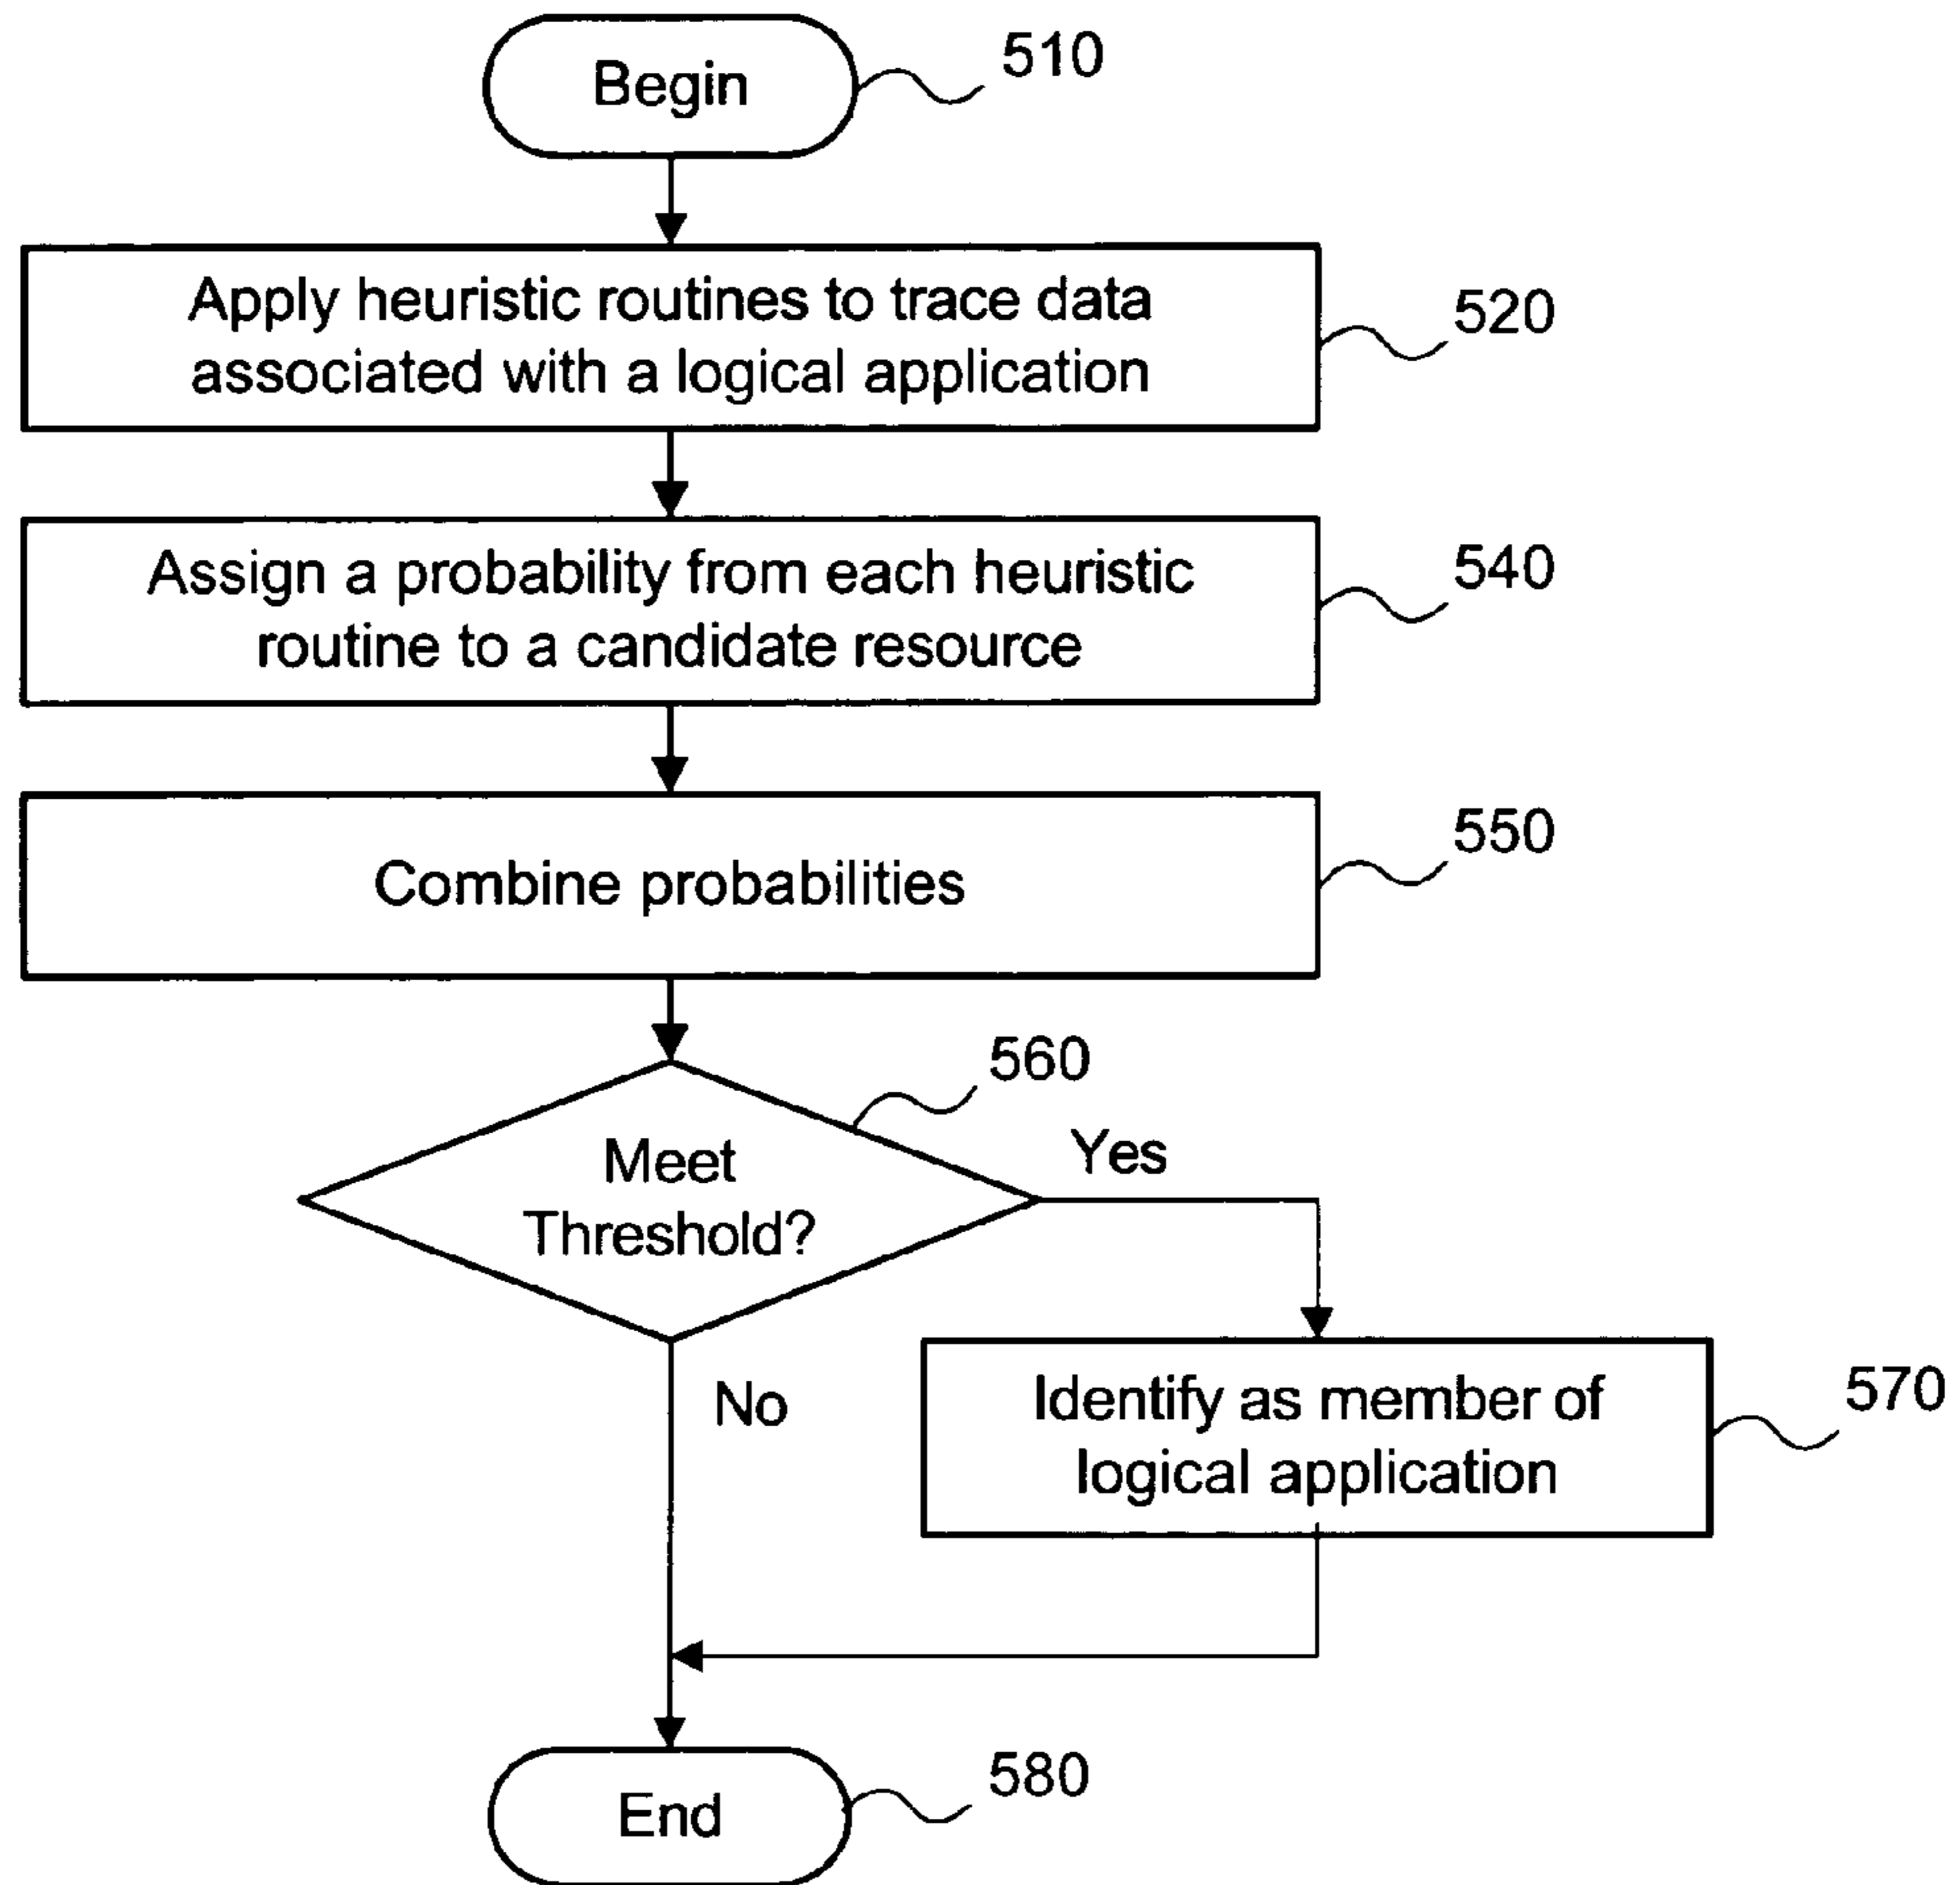 Begin
510
Apply heuristic routines to trace data
associated with a logical application
520
Assign a probability from each heuristic
routine to a candidate resource
540
Combine probabilities
550
560
Meet
Threshold?
Yes
No
Identify as member of
logical application
570
End
580